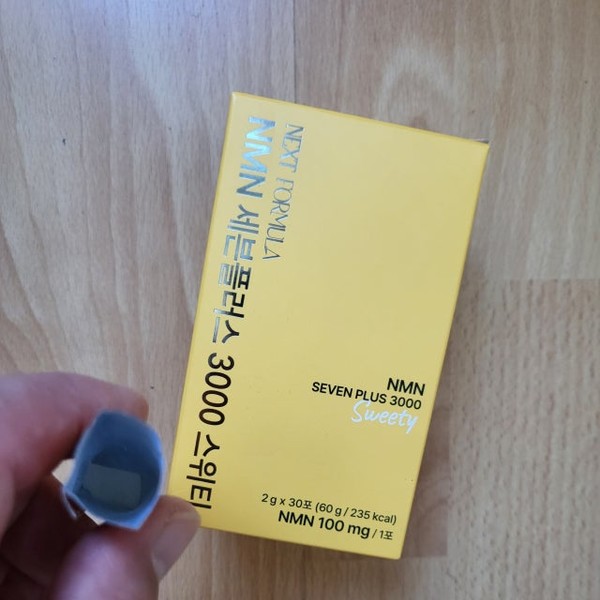 NEXT FORMULA
NMN 세븐플러스 3000 스위티
NMN
SEVEN PLUS 3000
Sweety
2 g x 30포 (60 g / 235 kcal)
NMN 100 mg / 1포